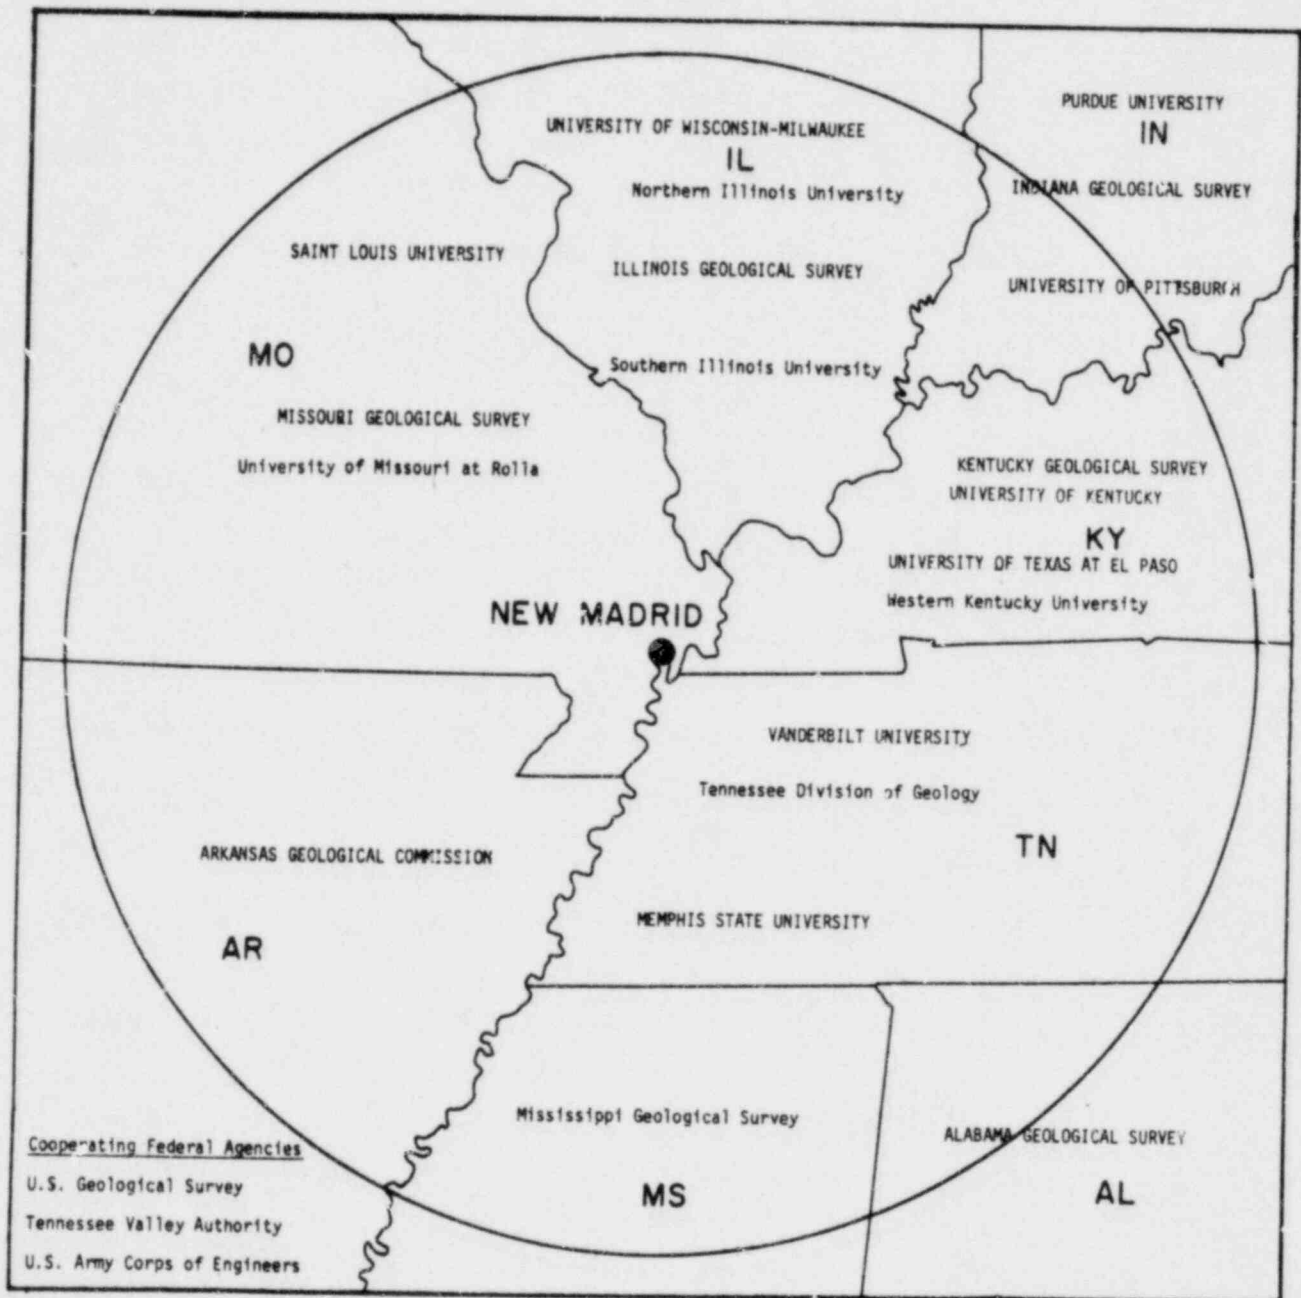 PURDUE UNIVERSITY
IN
UNIVERSITY OF WISCONSIN-MILWAUKEE
IL
Northern Illinois University
INDIANA GEOLOGICAL SURVEY
SAINT LOUIS UNIVERSITY
ILLINOIS GEOLOGICAL SURVEY
UNIVERSITY OF PITTSBURCH
MO
Southern Illinois University
MISSOURI GEOLOGICAL SURVEY
University of Missouri at Rolla
KENTUCKY GEOLOGICAL SURVEY
UNIVERSITY OF KENTUCKY
KY
UNIVERSITY OF TEXAS AT EL PASO
Western Kentucky University
NEW MADRID
VANDERBILT UNIVERSITY
Tennessee Division of Geology
TN
ARKANSAS GEOLOGICAL COMMISSION
MEMPHIS STATE UNIVERSITY
AR
Mississippi Geological Survey
ALABAMA GEOLOGICAL SURVEY
MS
AL
Cooperating Federal Agencies
U.S. Geological Survey
Tennessee Valley Authority
U.S. Army Corps of Engineers